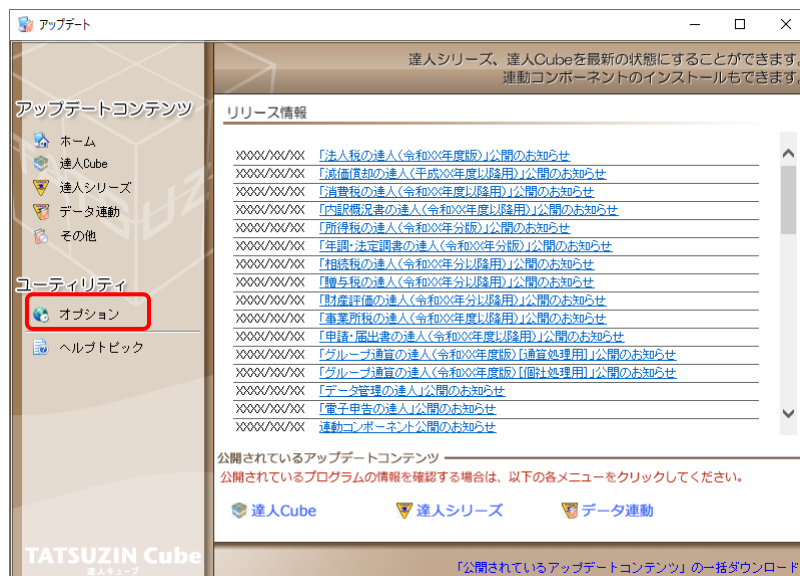 アップデート
達人シリーズ、達人Cubeを最新の状態にすることができます。
連動コンポーネントのインストールもできます。
アップデートコンテンツ
ホーム
達人Cube
達人シリーズ
データ連動
その他
ユーティリティ
オプション
ヘルプトピック
TATSUZIN Cube
達人キューブ
リリース情報
XXXX/XX/XX 「法人税の達人(令和XX年度版)」公開のお知らせ
XXXX/XX/XX 「減価償却の達人(平成XX年度以降用)」公開のお知らせ
XXXX/XX/XX 「消費税の達人(令和XX年度以降用)」公開のお知らせ
XXXX/XX/XX 「内訳概況書の達人(令和XX年度以降用)」公開のお知らせ
XXXX/XX/XX 「所得税の達人(令和XX年分版)」公開のお知らせ
XXXX/XX/XX 「年調・法定調書の達人(令和XX年分版)」公開のお知らせ
XXXX/XX/XX 「相続税の達人(令和XX年分以降用)」公開のお知らせ
XXXX/XX/XX 「贈与税の達人(令和XX年分以降用)」公開のお知らせ
XXXX/XX/XX 「財産評価の達人(令和XX年分以降用)」公開のお知らせ
XXXX/XX/XX 「事業所税の達人(令和XX年度以降用)」公開のお知らせ
XXXX/XX/XX 「申請・届出書の達人(令和XX年度以降用)」公開のお知らせ
XXXX/XX/XX 「グループ通算の達人(令和XX年度版)[通算処理用]」公開のお知らせ
XXXX/XX/XX 「グループ通算の達人(令和XX年度版)[個社処理用]」公開のお知らせ
XXXX/XX/XX 「データ管理の達人」公開のお知らせ
XXXX/XX/XX 「電子申告の達人」公開のお知らせ
XXXX/XX/XX 連動コンポーネント公開のお知らせ
公開されているアップデートコンテンツ
公開されているプログラムの情報を確認する場合は、以下の各メニューをクリックしてください。
達人Cube 達人シリーズ データ連動
「公開されているアップデートコンテンツ」の一括ダウンロード